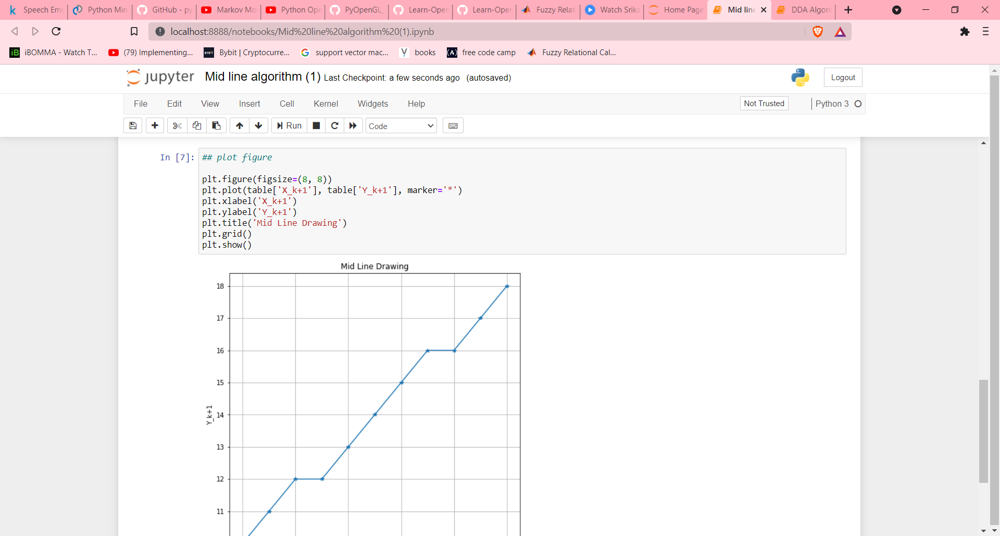 Speech Emo
Python Min
GitHub - py
Markov Mo
Python Ope
PyOpenGL_
Learn-Open
Learn-Open
Fuzzy Relati
Watch Srika
Home Page
Mid line
DDA Algorit
localhost:8888/notebooks/Mid%20line%20algorithm%20(1).ipynb
iBOMMA - Watch T...
(79) Implementing...
Bybit | Cryptocurre...
support vector mac...
books
free code camp
Fuzzy Relational Cal...
jupyter Mid line algorithm (1) Last Checkpoint: a few seconds ago (autosaved)
Logout
File Edit View Insert Cell Kernel Widgets Help
Not Trusted
Python 3
Run
Code
In [7]: ## plot figure
plt.figure(figsize=(8, 8))
plt.plot(table['X_k+1'], table['Y_k+1'], marker='*')
plt.xlabel('X_k+1')
plt.ylabel('Y_k+1')
plt.title('Mid Line Drawing')
plt.grid()
plt.show()
Mid Line Drawing
18
17
16
15
Y_k+1
14
13
12
11